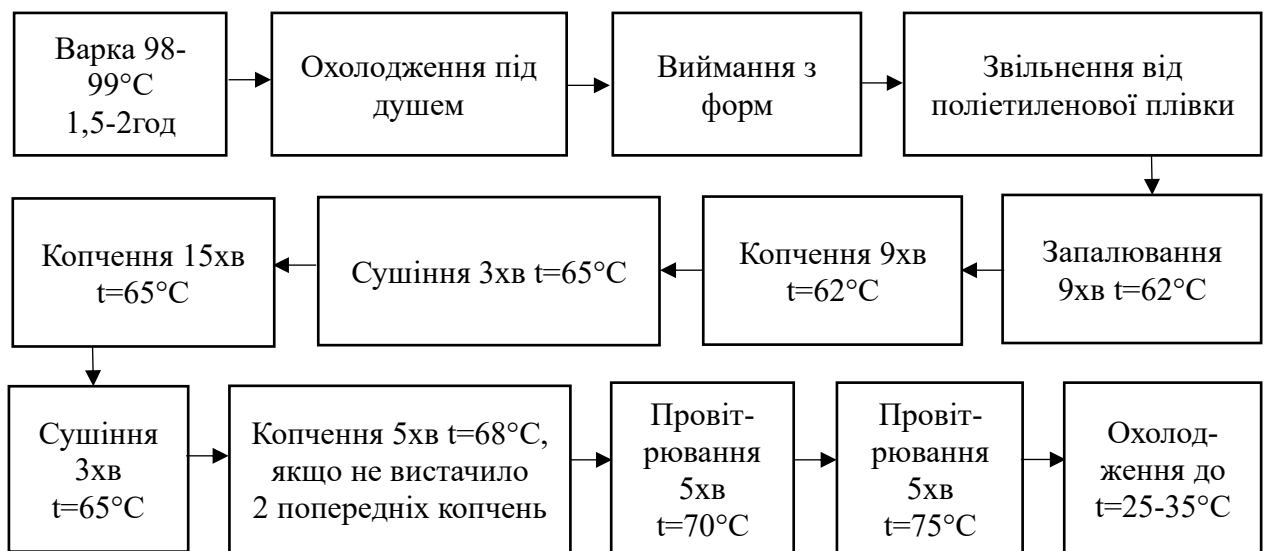 Варка 98-
99°С
1,5-2год
Охолодження під
душем
Виймання з
форм
Звільнення від
поліетиленової плівки
Запалювання
9хв t=62°С
Копчення 9хв
t=62°С
Сушіння 3хв t=65°С
Копчення 15хв
t=65°С
Сушіння
3хв
t=65°С
Копчення 5хв t=68°С,
якщо не вистачило
2 попередніх копчень
Провіт-
рювання
5хв
t=70°С
Провіт-
рювання
5хв
t=75°С
Охолод-
ження до
t=25-35°С